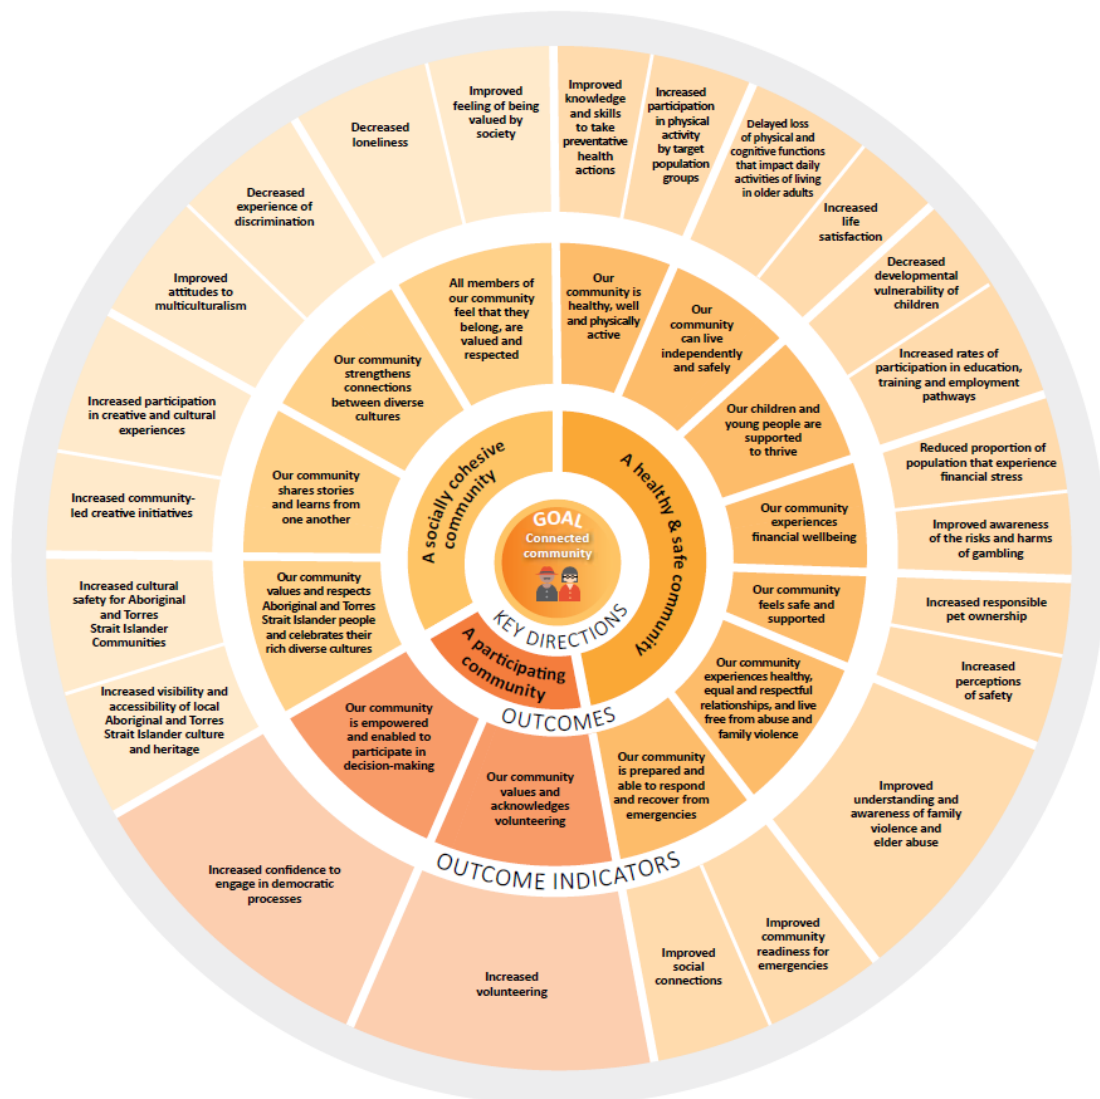 GOAL
Connected
community
KEY DIRECTIONS
A healthy & safe community
A participating
community
A socially cohesive
community
OUTCOMES
Our
community is
healthy, well
and physically
active
Our
community
can live
independently
and safely
Our children and
young people are
supported
to thrive
Our community
experiences
financial wellbeing
Our community
feels safe and
supported
Our community
experiences healthy,
equal and respectful
relationships, and live
free from abuse and
family violence
Our community
is prepared and
able to respond
and recover from
emergencies
Our community
values and
acknowledges
volunteering
Our community
is empowered
and enabled to
participate in
decision-making
Our community
values and respects
Aboriginal and Torres
Strait Islander people
and celebrates their
rich diverse cultures
Our community
shares stories
and learns from
one another
Our community
strengthens
connections
between diverse
cultures
All members of
our community
feel that they
belong, are
valued and
respected
OUTCOME INDICATORS
Improved
knowledge
and skills
to take
preventative
health
actions
Increased
participation
in physical
activity
by target
population
groups
Delayed loss
of physical and
cognitive functions
that impact daily
activities of living
in older adults
Increased
life
satisfaction
Decreased
developmental
vulnerability of
children
Increased rates of
participation in education,
training and employment
pathways
Reduced proportion of
population that experience
financial stress
Improved awareness
of the risks and harms
of gambling
Increased responsible
pet ownership
Increased
perceptions
of safety
Improved
understanding and
awareness of family
violence and
elder abuse
Improved
community
readiness for
emergencies
Improved
social
connections
Increased
volunteering
Increased confidence to
engage in democratic
processes
Increased visibility and
accessibility of local
Aboriginal and Torres
Strait Islander culture
and heritage
Increased cultural
safety for Aboriginal
and Torres
Strait Islander
Communities
Increased community-
led creative initiatives
Increased participation
in creative and cultural
experiences
Improved
attitudes to
multiculturalism
Decreased
experience of
discrimination
Decreased
loneliness
Improved
feeling of being
valued by
society